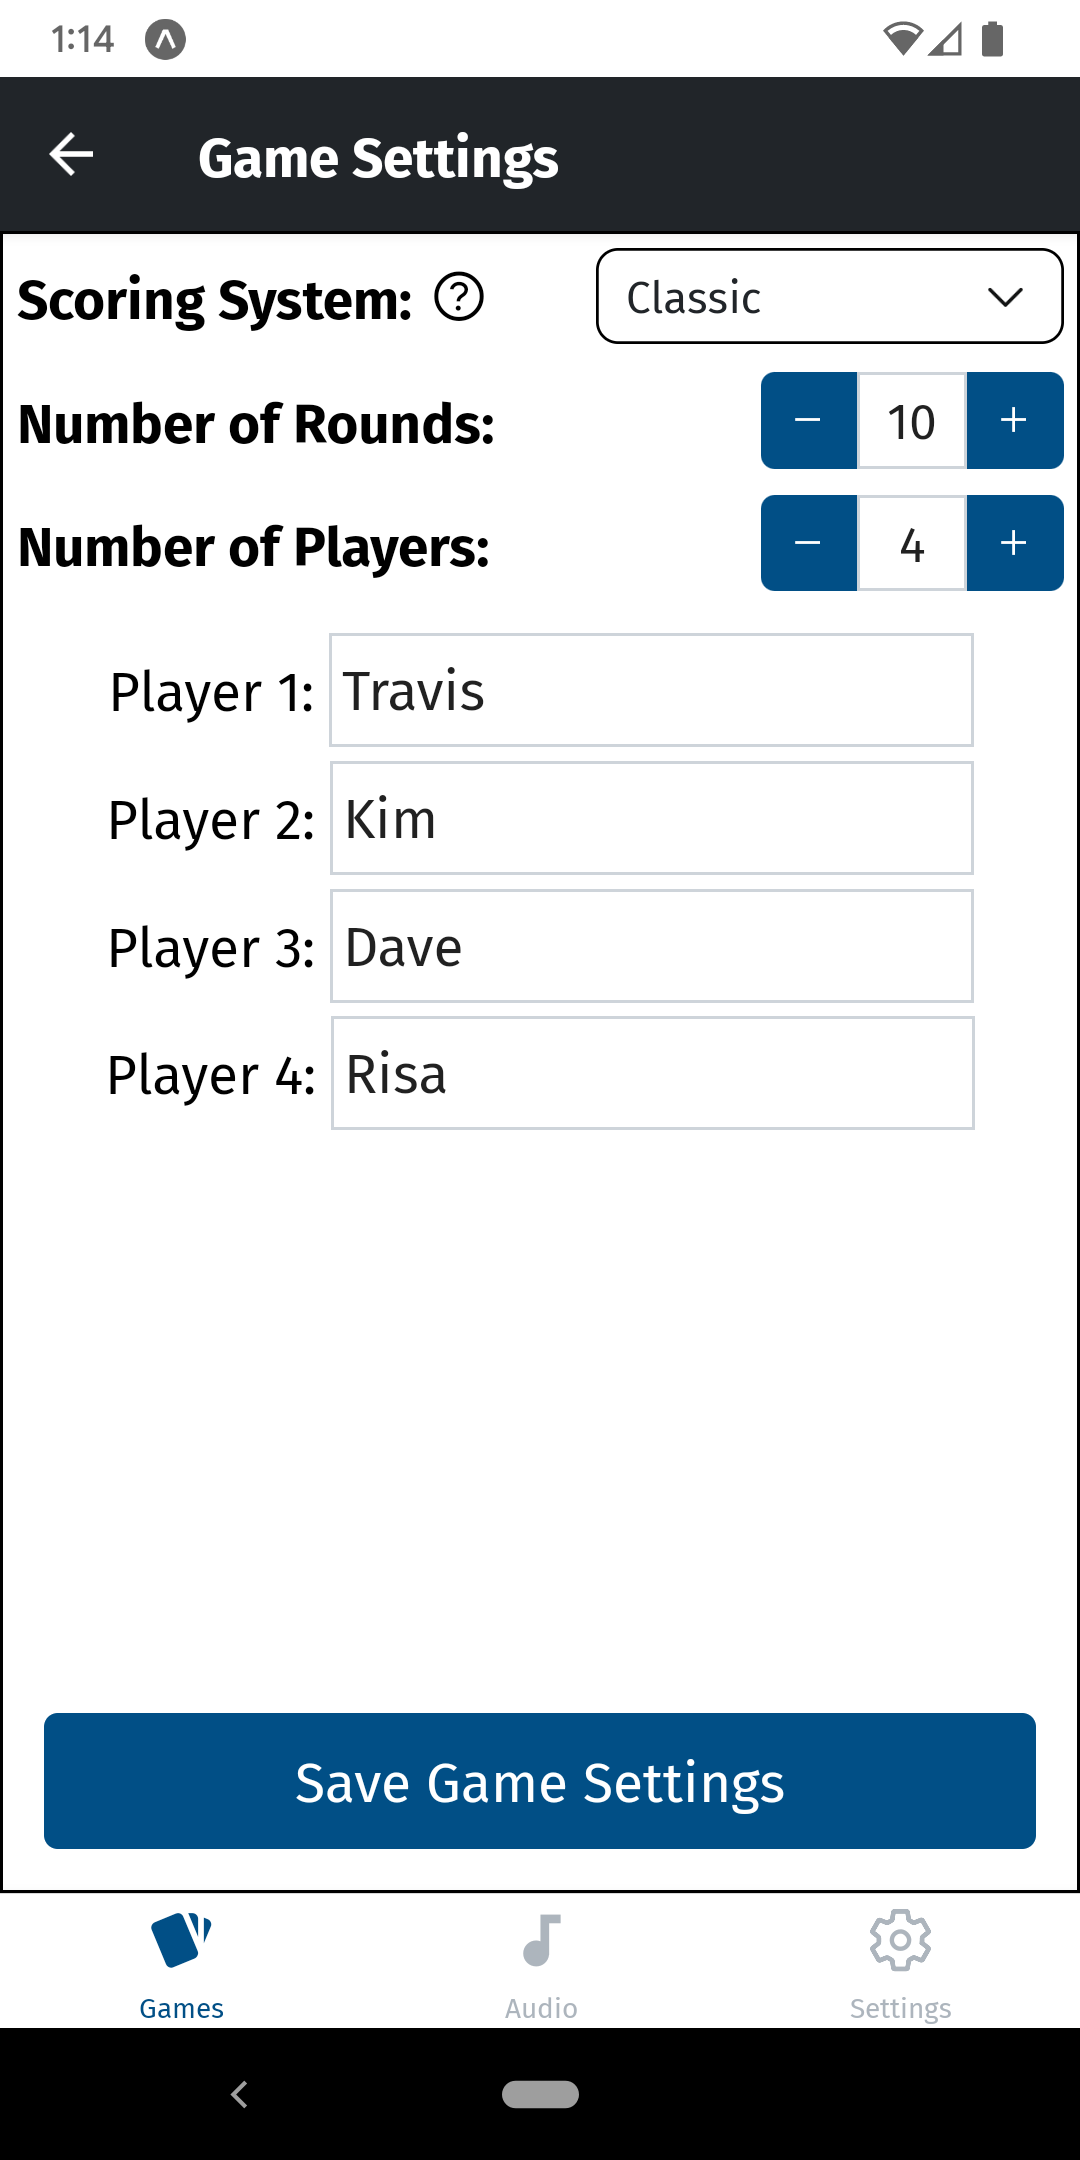 1:14
Game Settings
Scoring System: ? Classic
Number of Rounds: − 10 +
Number of Players: − 4 +
Player 1: Travis
Player 2: Kim
Player 3: Dave
Player 4: Risa
Save Game Settings
Games Audio Settings